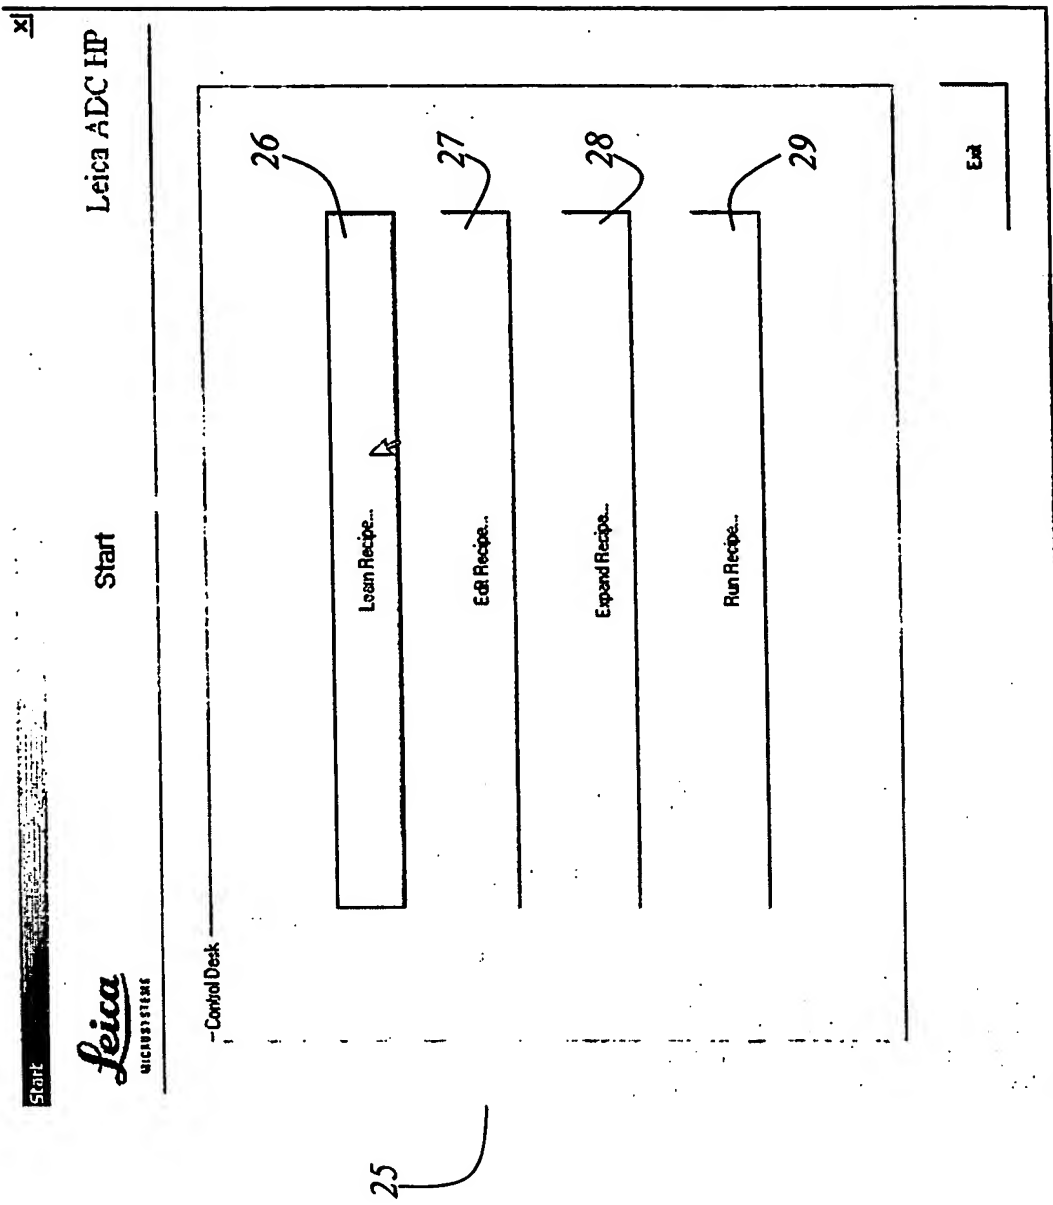 Start
X
Leica
MICROSYSTEMS
Start
Leica ADC HP
Control Desk
26
Learn Recipe...
27
Edit Recipe...
28
Expand Recipe...
29
Run Recipe...
25
Exit